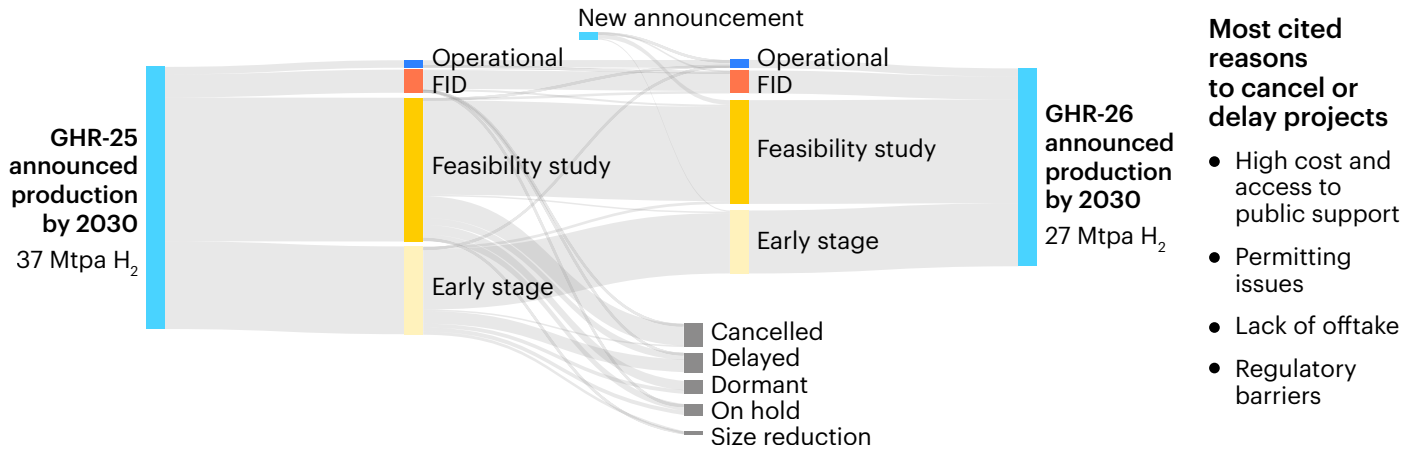 New announcement
GHR-25
announced
production
by 2030
37 Mtpa H₂
Operational
FID
Feasibility study
Early stage
Operational
FID
Feasibility study
Early stage
Cancelled
Delayed
Dormant
On hold
Size reduction
GHR-26
announced
production
by 2030
27 Mtpa H₂
Most cited
reasons
to cancel or
delay projects
• High cost and
access to
public support
• Permitting
issues
• Lack of offtake
• Regulatory
barriers